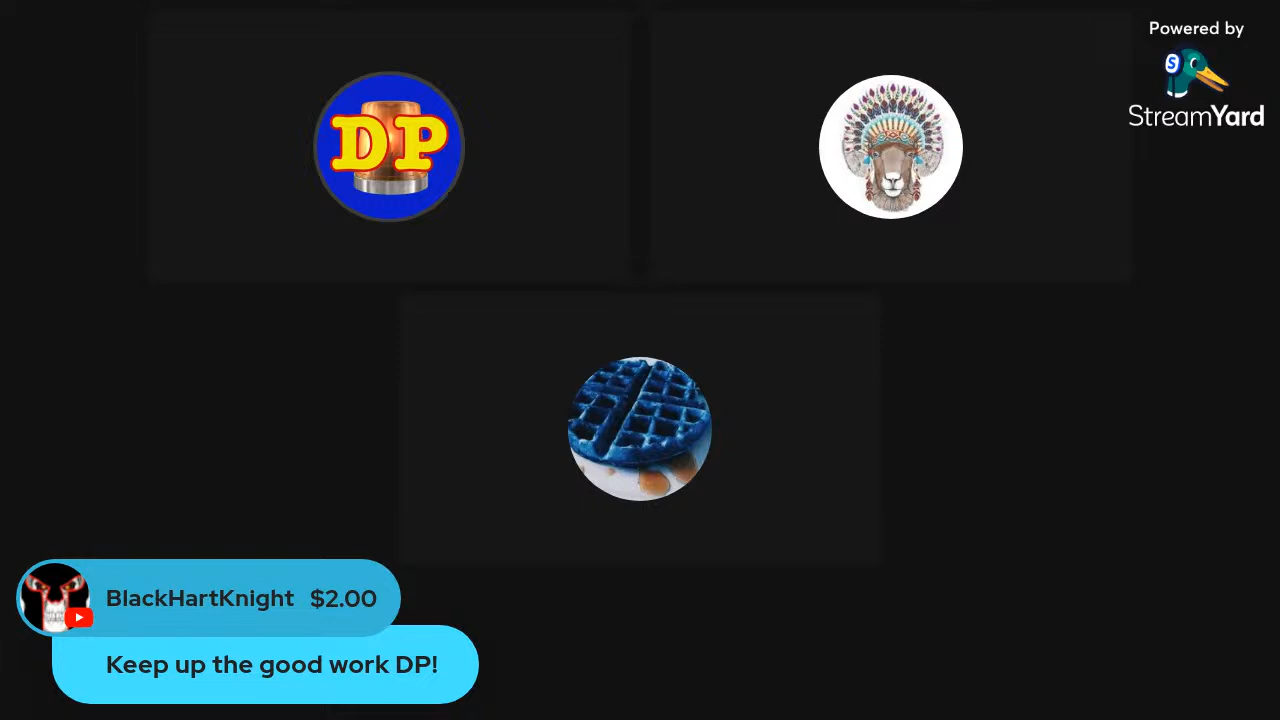 Powered by
S
StreamYard
DP
BlackHartKnight $2.00
Keep up the good work DP!